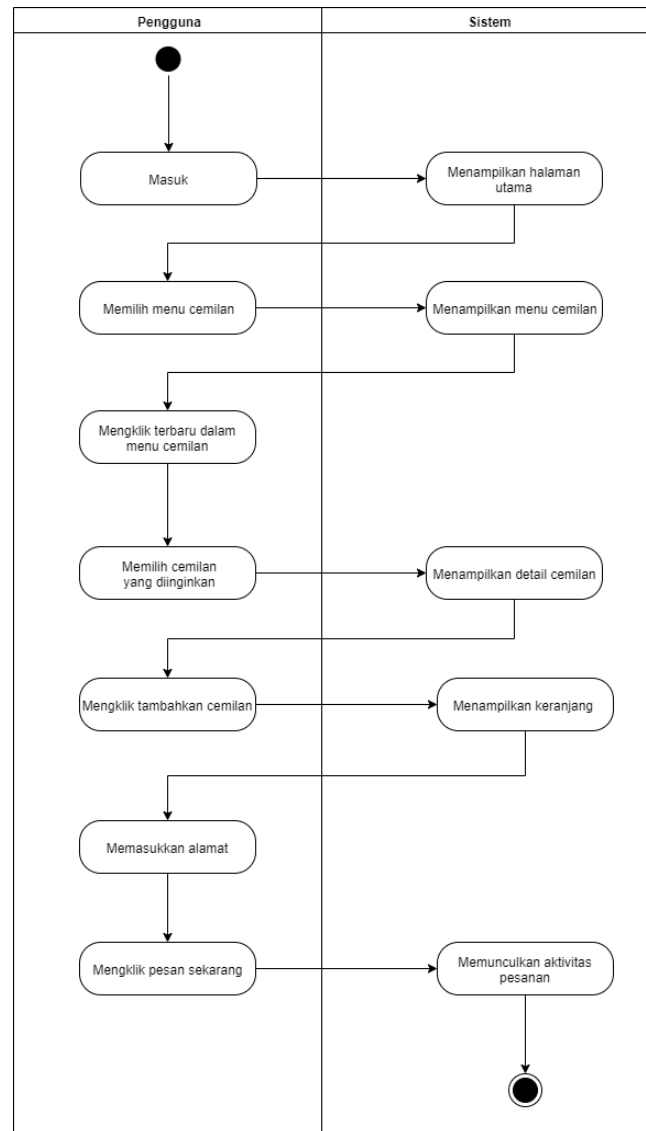 Pengguna
Sistem
Masuk
Menampilkan halaman
utama
Memilih menu cemilan
Menampilkan menu cemilan
Mengklik terbaru dalam
menu cemilan
Memilih cemilan
yang diinginkan
Menampilkan detail cemilan
Mengklik tambahkan cemilan
Menampilkan keranjang
Memasukkan alamat
Mengklik pesan sekarang
Memunculkan aktivitas
pesanan